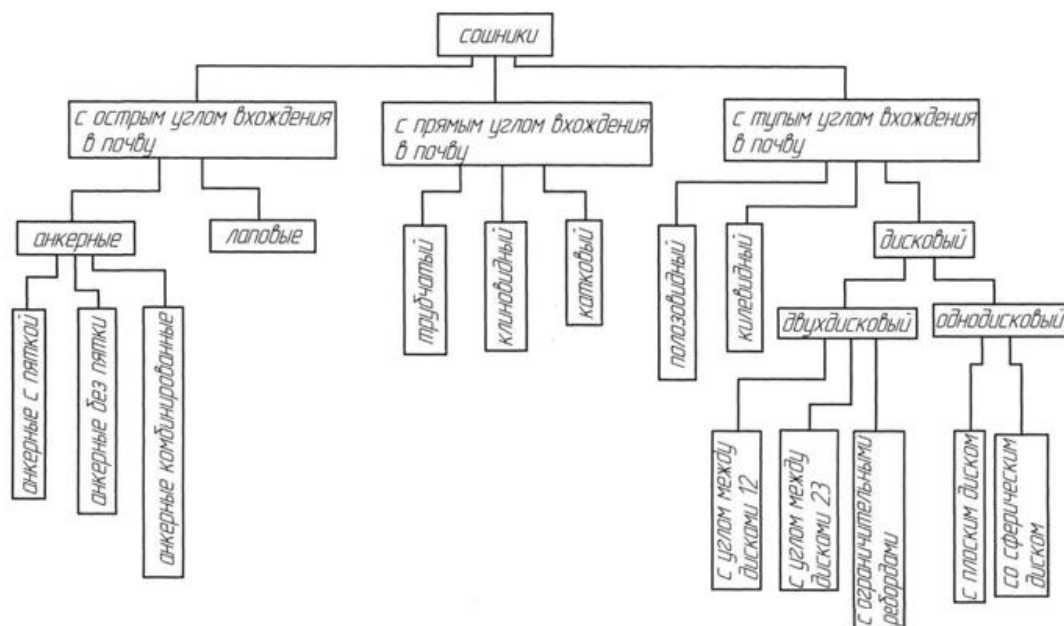 сошники
с острым углом вхождения
в почву
с прямым углом вхождения
в почву
с тупым углом вхождения
в почву
анкерные
лаповые
трубчатый
клиновидный
катковый
полозовидный
килевидный
дисковый
двухдисковый
однодисковый
анкерные с пяткой
анкерные без пятки
анкерные комбинированные
с углом между
дисками 12
с углом между
дисками 23
с ограничительными
ребордами
с плоским диском
со сферическим
диском